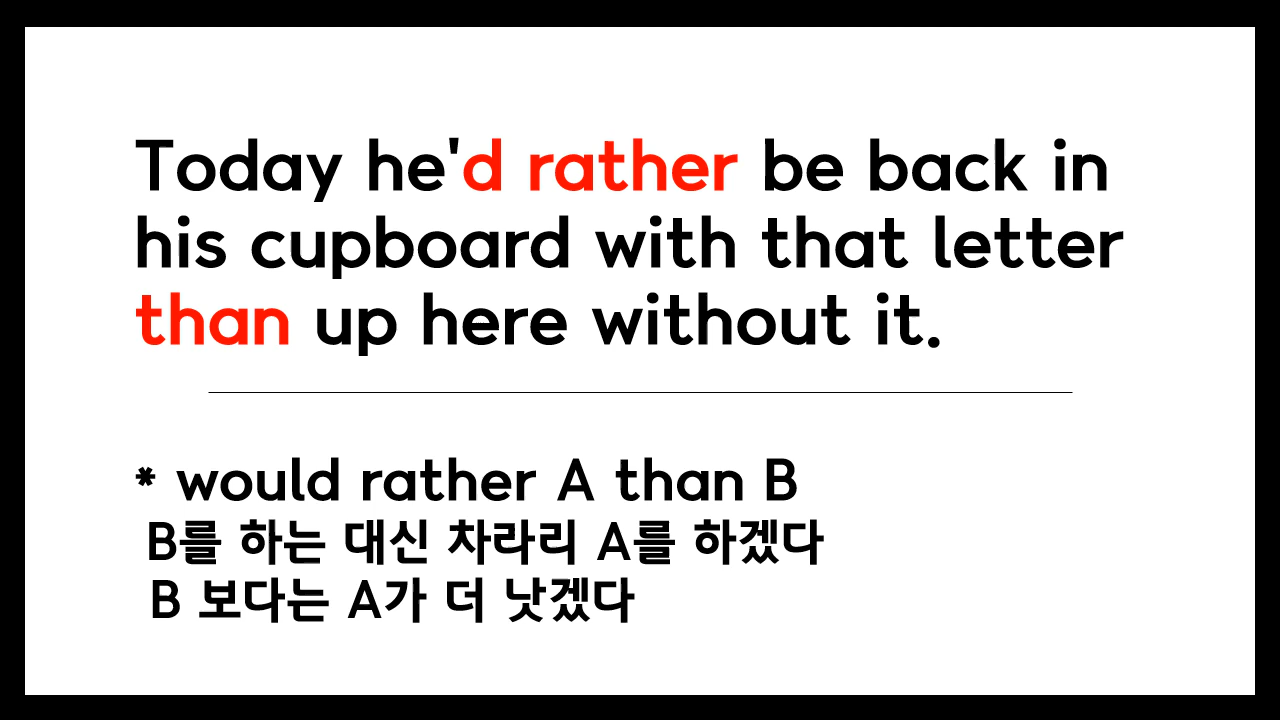 Today he'd rather be back in
his cupboard with that letter
than up here without it.
* would rather A than B
B를 하는 대신 차라리 A를 하겠다
B 보다는 A가 더 낫겠다